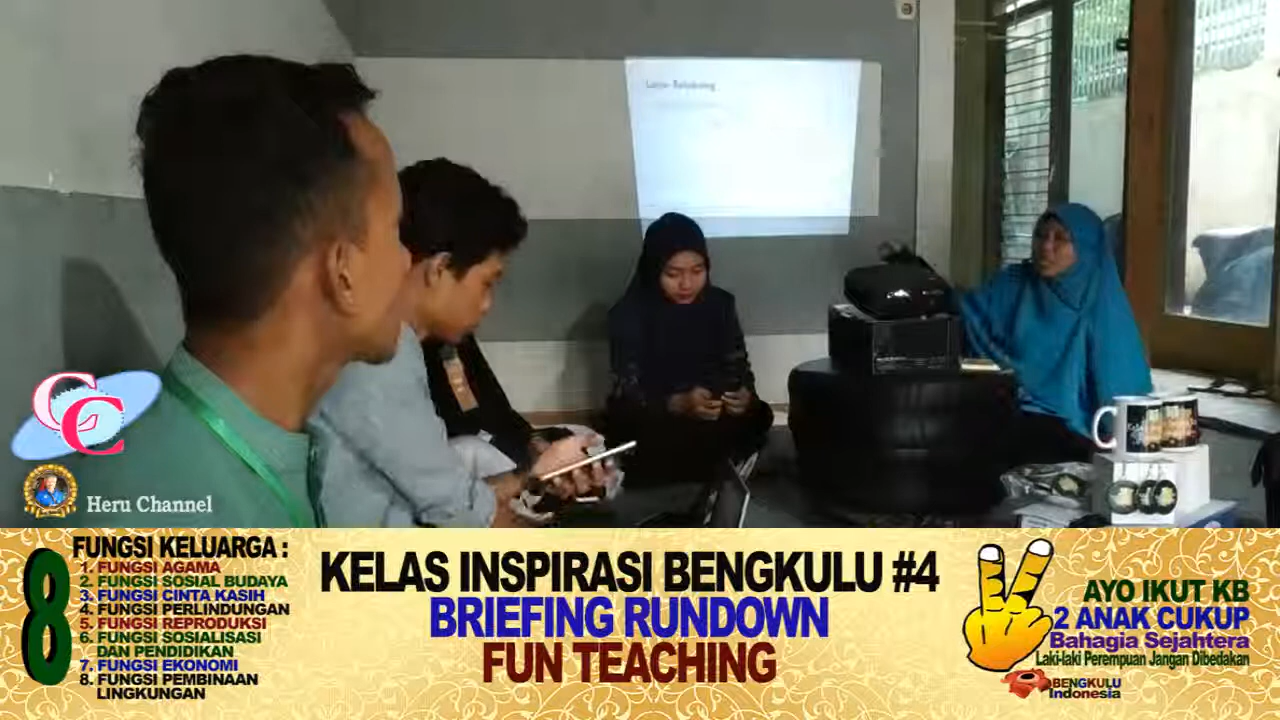 Latar Belakang
CC
Heru Channel
8
FUNGSI KELUARGA :
1. FUNGSI AGAMA
2. FUNGSI SOSIAL BUDAYA
3. FUNGSI CINTA KASIH
4. FUNGSI PERLINDUNGAN
5. FUNGSI REPRODUKSI
6. FUNGSI SOSIALISASI
DAN PENDIDIKAN
7. FUNGSI EKONOMI
8. FUNGSI PEMBINAAN
LINGKUNGAN
KELAS INSPIRASI BENGKULU #4
BRIEFING RUNDOWN
FUN TEACHING
AYO IKUT KB
2 ANAK CUKUP
Bahagia Sejahtera
Laki-laki Perempuan Jangan Dibedakan
BENGKULU
Indonesia